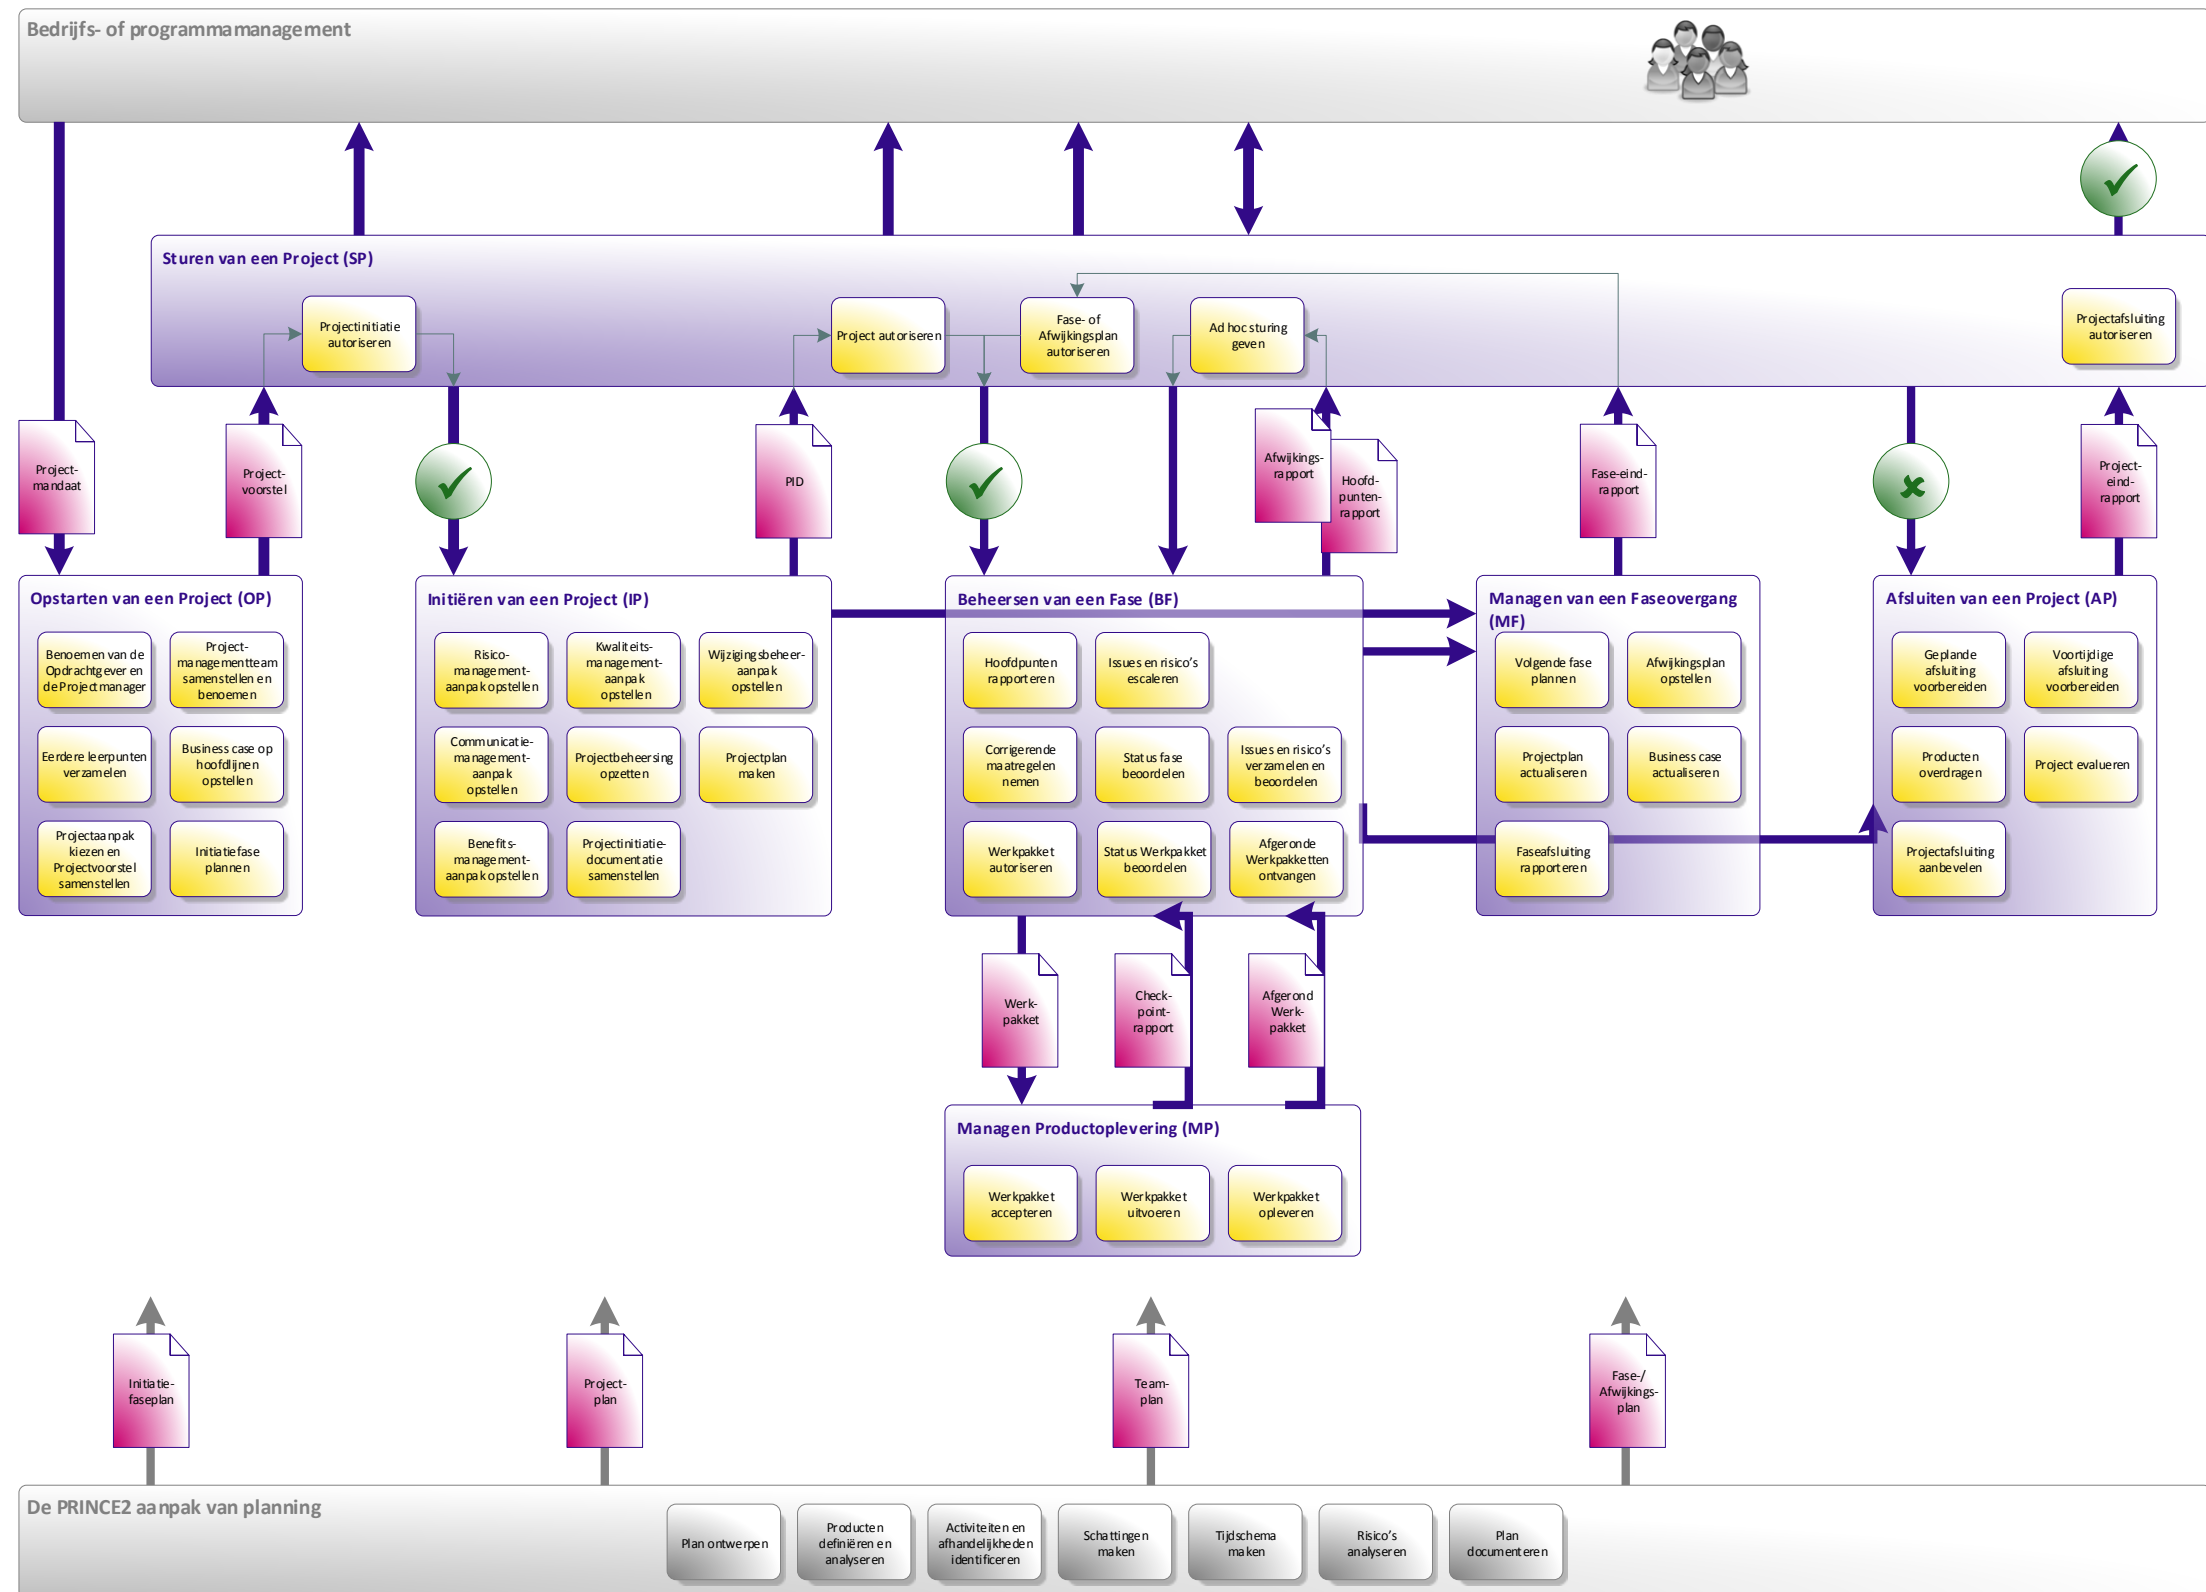 Bedrijfs- of programmamanagement
Sturen van een Project (SP)
Projectinitiatie
autoriseren
Project autoriseren
Fase- of
Afwijkingsplan
autoriseren
Ad hoc sturing
geven
Projectafsluiting
autoriseren
Project-
mandaat
Project-
voorstel
PID
Afwijkings-
rapport
Hoofd-
punten-
rapport
Fase-eind-
rapport
Project-
eind-
rapport
Opstarten van een Project (OP)
Benoemen van de
Opdrachtgever en
de Projectmanager
Project-
managementteam
samenstellen en
benoemen
Eerdere leerpunten
verzamelen
Business case op
hoofdlijnen
opstellen
Projectaanpak
kiezen en
Projectvoorstel
samenstellen
Initiatiefase
plannen
Initiëren van een Project (IP)
Risico-
management-
aanpak opstellen
Kwaliteits-
management-
aanpak
opstellen
Wijzigingsbeheer-
aanpak
opstellen
Communicatie-
management-
aanpak
opstellen
Projectbeheersing
opzetten
Projectplan
maken
Benefits-
management-
aanpak opstellen
Projectinitiatie-
documentatie
samenstellen
Beheersen van een Fase (BF)
Hoofdpunten
rapporteren
Issues en risico's
escaleren
Corrigerende
maatregelen
nemen
Status fase
beoordelen
Issues en risico's
verzamelen en
beoordelen
Werkpakket
autoriseren
Status Werkpakket
beoordelen
Afgeronde
Werkpakketten
ontvangen
Managen van een Faseovergang
(MF)
Volgende fase
plannen
Afwijkingsplan
opstellen
Projectplan
actualiseren
Business case
actualiseren
Faseafsluiting
rapporteren
Afsluiten van een Project (AP)
Geplande
afsluiting
voorbereiden
Voortijdige
afsluiting
voorbereiden
Producten
overdragen
Project evalueren
Projectafsluiting
aanbevelen
Werk-
pakket
Check-
point-
rapport
Afgerond
Werk-
pakket
Managen Productoplevering (MP)
Werkpakket
accepteren
Werkpakket
uitvoeren
Werkpakket
opleveren
Initiatie-
faseplan
Project-
plan
Team-
plan
Fase-/
Afwijkings-
plan
De PRINCE2 aanpak van planning
Plan ontwerpen
Producten
definiëren en
analyseren
Activiteiten en
afhandelijkheden
identificeren
Schattingen
maken
Tijdschema
maken
Risico's
analyseren
Plan
documenteren